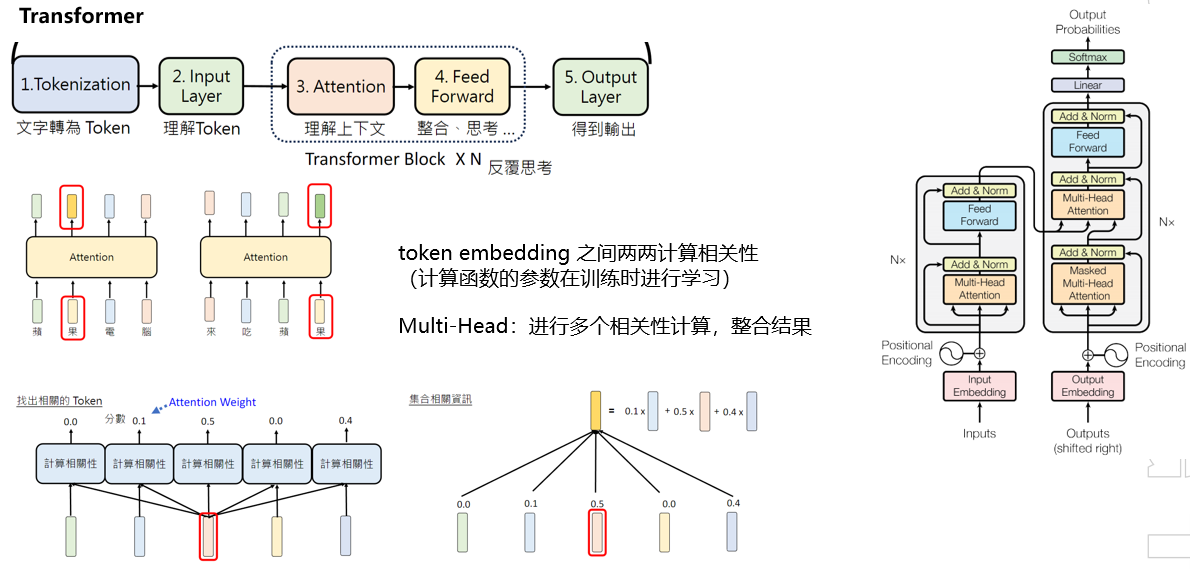 Transformer
1.Tokenization
2. Input
Layer
3. Attention
4. Feed
Forward
5. Output
Layer
文字轉為 Token
理解Token
理解上下文
整合、思考 ...
得到輸出
Transformer Block X N
反覆思考
Attention
蘋
果
電
腦
Attention
來
吃
蘋
果
token embedding 之间两两计算相关性
（计算函数的参数在训练时进行学习）
Multi-Head：进行多个相关性计算，整合结果
找出相關的 Token
Attention Weight
分數
0.0
0.1
0.5
0.0
0.4
計算相關性
計算相關性
計算相關性
計算相關性
計算相關性
集合相關資訊
= 0.1 x + 0.5 x + 0.4 x
0.0
0.1
0.5
0.0
0.4
Output
Probabilities
Softmax
Linear
Add & Norm
Feed
Forward
Add & Norm
Multi-Head
Attention
Add & Norm
Masked
Multi-Head
Attention
N×
Add & Norm
Feed
Forward
Add & Norm
Multi-Head
Attention
N×
Positional
Encoding
Positional
Encoding
Input
Embedding
Output
Embedding
Inputs
Outputs
(shifted right)